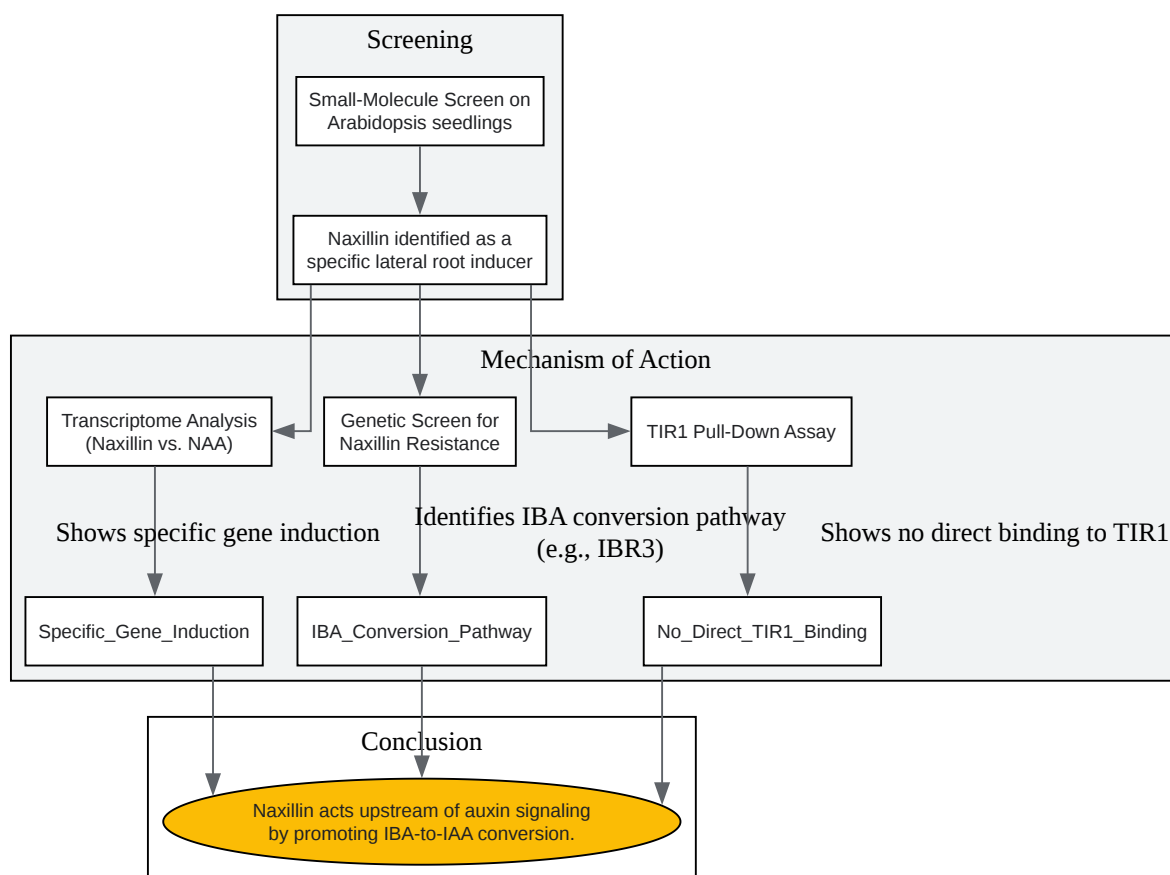 Screening
Small-Molecule Screen on
Arabidopsis seedlings
Naxillin identified as a
specific lateral root inducer
Mechanism of Action
Transcriptome Analysis
(Naxillin vs. NAA)
Genetic Screen for
Naxillin Resistance
TIR1 Pull-Down Assay
Shows specific gene induction
Identifies IBA conversion pathway
(e.g., IBR3)
Shows no direct binding to TIR1
Specific_Gene_Induction
IBA_Conversion_Pathway
No_Direct_TIR1_Binding
Conclusion
Naxillin acts upstream of auxin signaling
by promoting IBA-to-IAA conversion.